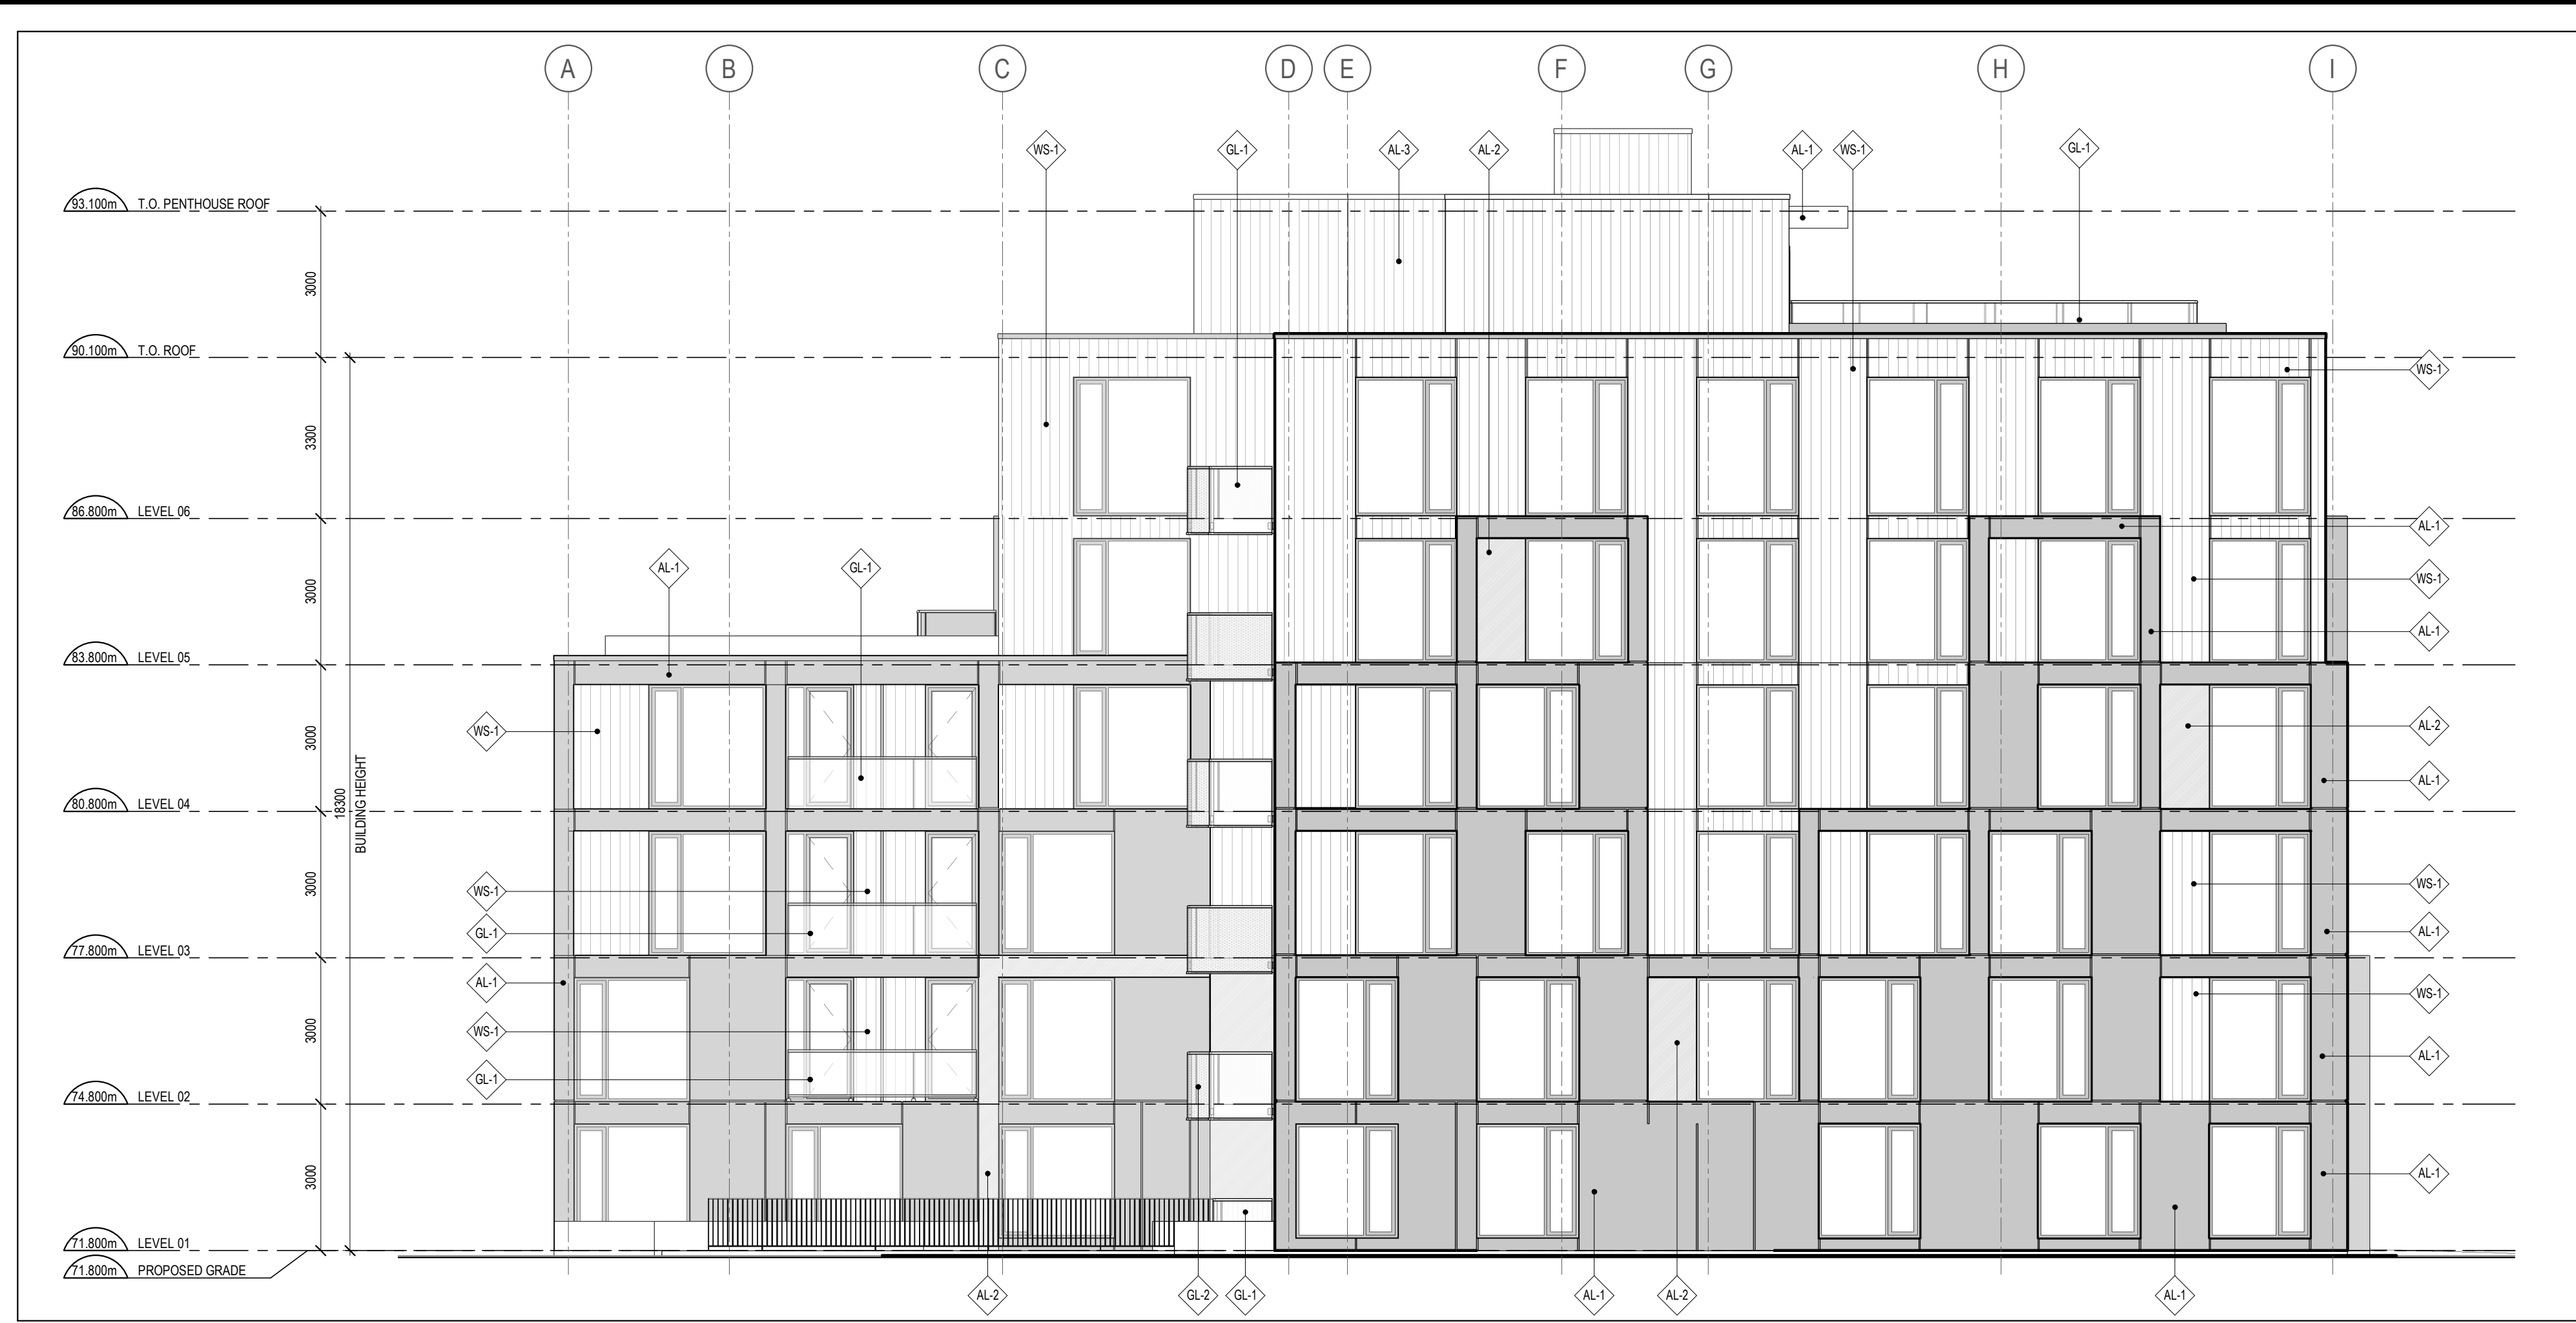 A B C D E F G H I
WS-1 GL-1 AL-3 AL-2 AL-1 WS-1 GL-1
93.100m T.O. PENTHOUSE ROOF
3000
90.100m T.O. ROOF
WS-1
3300
86.800m LEVEL 06
AL-1
AL-1 GL-1
3000
WS-1
AL-1
83.800m LEVEL 05
WS-1
3000
AL-2
AL-1
80.800m LEVEL 04
18300
BUILDING HEIGHT
WS-1
3000
WS-1
GL-1
AL-1
77.800m LEVEL 03
AL-1
WS-1
3000
WS-1
AL-1
GL-1
74.800m LEVEL 02
3000
AL-1
71.800m LEVEL 01
71.800m PROPOSED GRADE
AL-2 GL-2 GL-1 AL-1 AL-2 AL-1